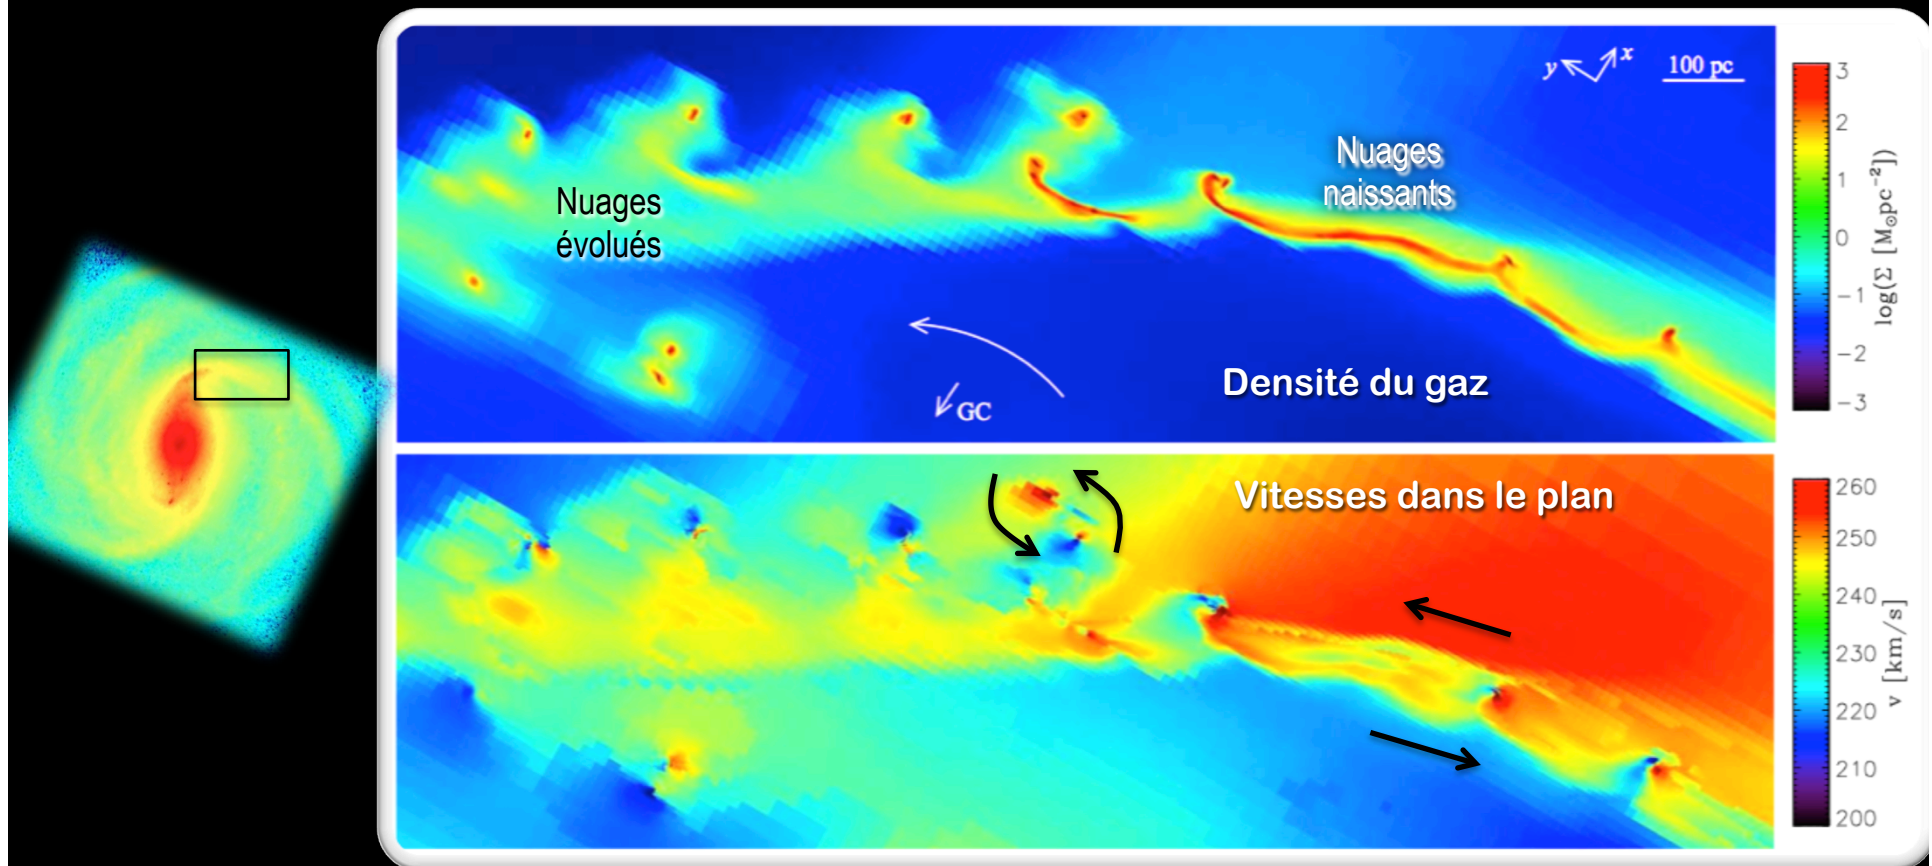 y x 100 pc
Nuages
naissants
Nuages
évolués
Densité du gaz
GC
3
2
1
0
−1
−2
−3
log(Σ [M⊙pc⁻²])
Vitesses dans le plan
260
250
240
230
220
210
200
v [km/s]